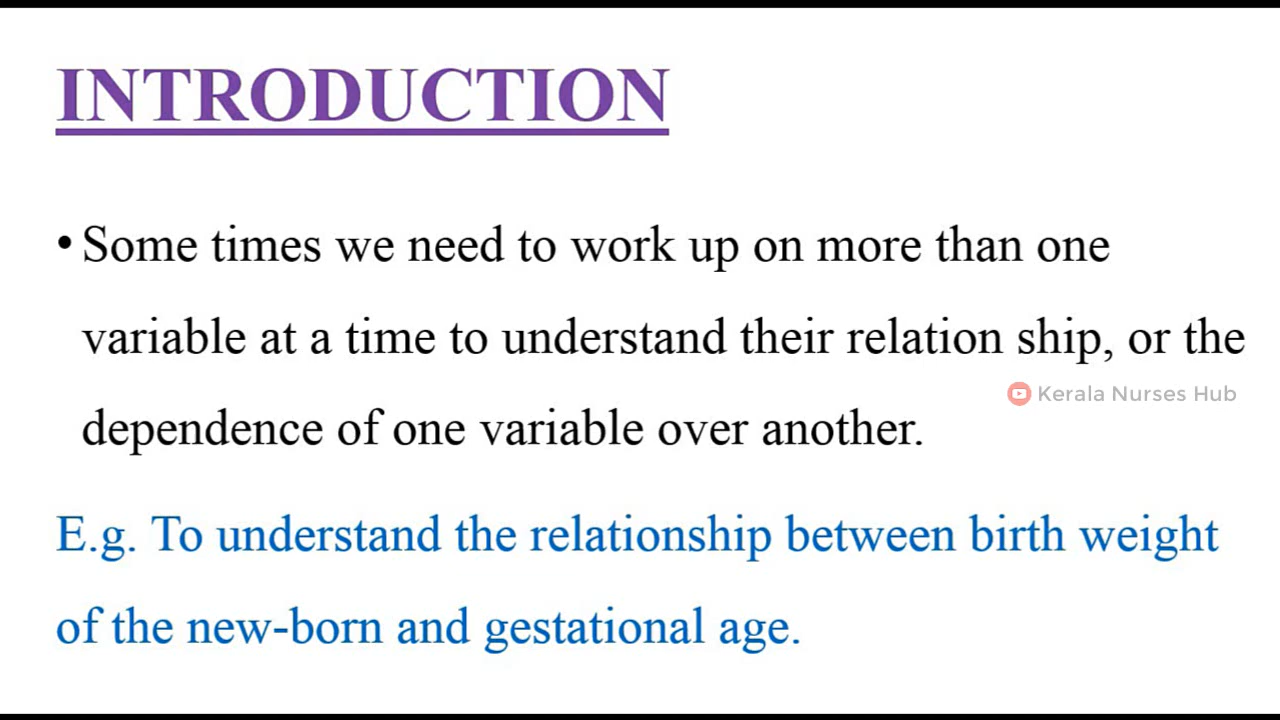 INTRODUCTION
• Some times we need to work up on more than one
variable at a time to understand their relation ship, or the
Kerala Nurses Hub
dependence of one variable over another.
E.g. To understand the relationship between birth weight
of the new-born and gestational age.